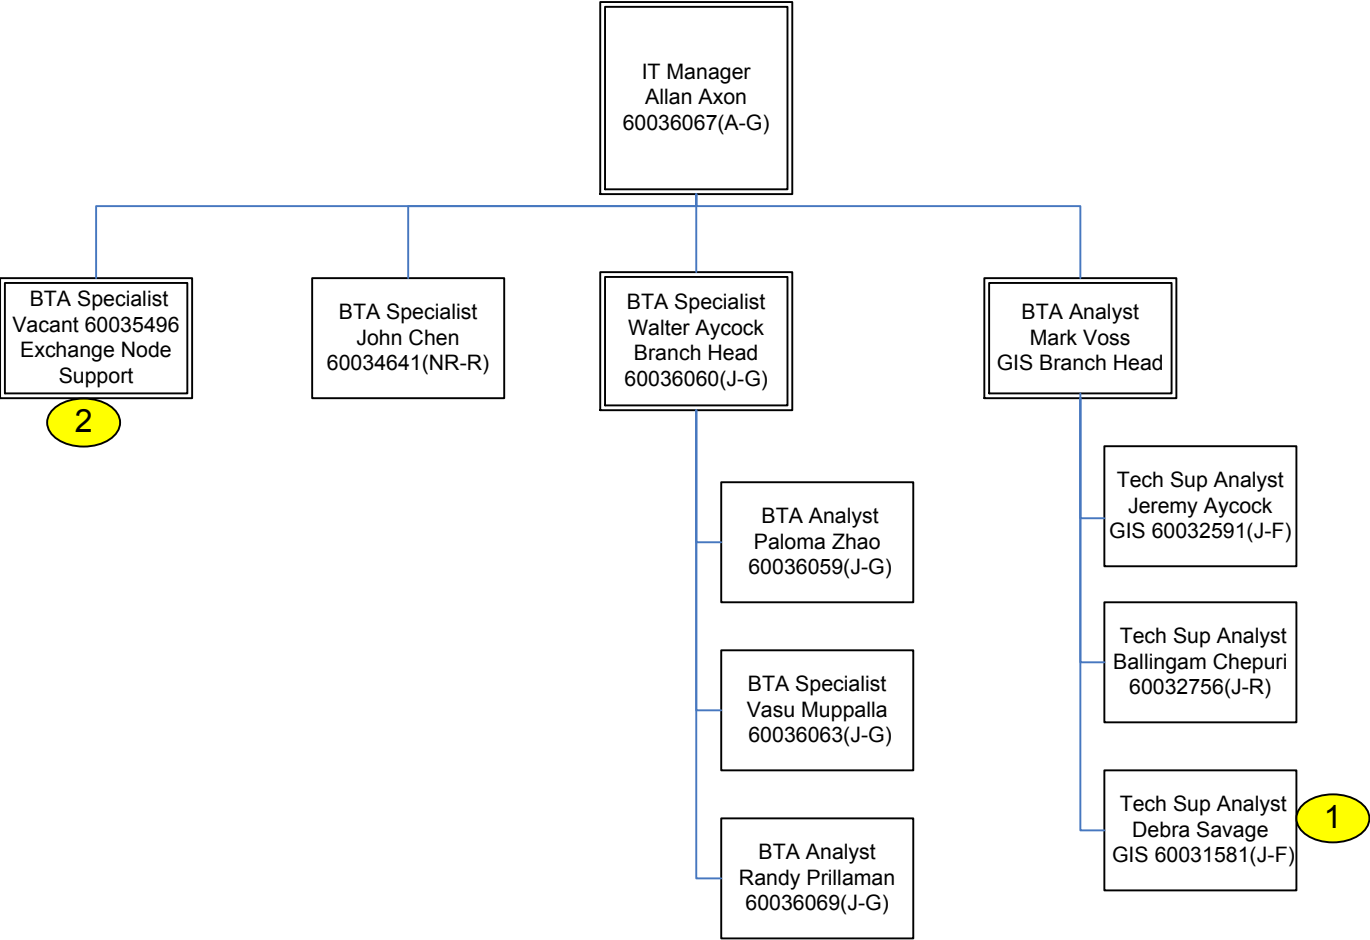 IT Manager
Allan Axon
60036067(A-G)
BTA Specialist
Vacant 60035496
Exchange Node
Support
2
BTA Specialist
John Chen
60034641(NR-R)
BTA Specialist
Walter Aycock
Branch Head
60036060(J-G)
BTA Analyst
Mark Voss
GIS Branch Head
BTA Analyst
Paloma Zhao
60036059(J-G)
BTA Specialist
Vasu Muppalla
60036063(J-G)
BTA Analyst
Randy Prillaman
60036069(J-G)
Tech Sup Analyst
Jeremy Aycock
GIS 60032591(J-F)
Tech Sup Analyst
Ballingam Chepuri
60032756(J-R)
Tech Sup Analyst
Debra Savage
GIS 60031581(J-F)
1